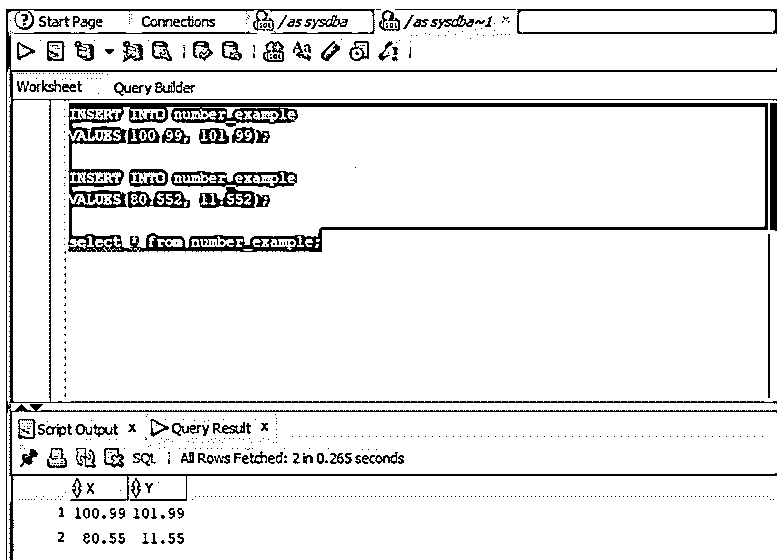 Start Page Connections /as sysdba /as sysdba~1
Worksheet Query Builder
INSERT INTO number_example
VALUES(100.99, 101.99);
INSERT INTO number_example
VALUES(80.552, 11.552);
select * from number_example;
Script Output x Query Result x
SQL | All Rows Fetched: 2 in 0.265 seconds
X Y
1 100.99 101.99
2 80.55 11.55